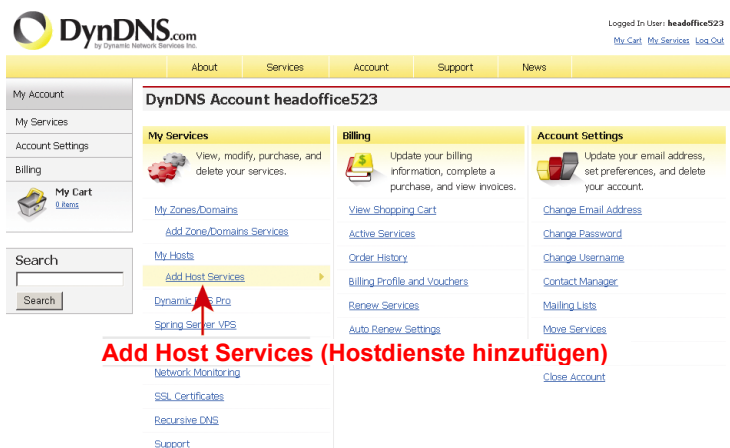 DynDNS.com
by Dynamic Network Services Inc.
Logged In User: headoffice523
My Cart My Services Log Out
About Services Account Support News
My Account
My Services
Account Settings
Billing
My Cart
0 items
Search
Search
DynDNS Account headoffice523
My Services
View, modify, purchase, and
delete your services.
My Zones/Domains
Add Zone/Domains Services
My Hosts
Add Host Services
Dynamic Pro
Spring Server VPS
Network Monitoring
SSL Certificates
Recursive DNS
Support
Billing
Update your billing
information, complete a
purchase, and view invoices.
View Shopping Cart
Active Services
Order History
Billing Profile and Vouchers
Renew Services
Auto Renew Settings
Account Settings
Update your email address,
set preferences, and delete
your account.
Change Email Address
Change Password
Change Username
Contact Manager
Mailing Lists
Move Services
Close Account
Add Host Services (Hostdienste hinzufügen)